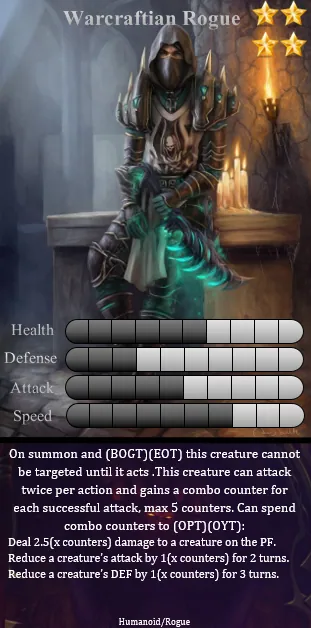 Warcraftian Rogue
Health
Defense
Attack
Speed
On summon and (BOGT)(EOT) this creature cannot
be targeted until it acts .This creature can attack
twice per action and gains a combo counter for
each successful attack, max 5 counters. Can spend
combo counters to (OPT)(OYT):
Deal 2.5(x counters) damage to a creature on the PF.
Reduce a creature's attack by 1(x counters) for 2 turns.
Reduce a creature's DEF by 1(x counters) for 3 turns.
Humanoid/Rogue